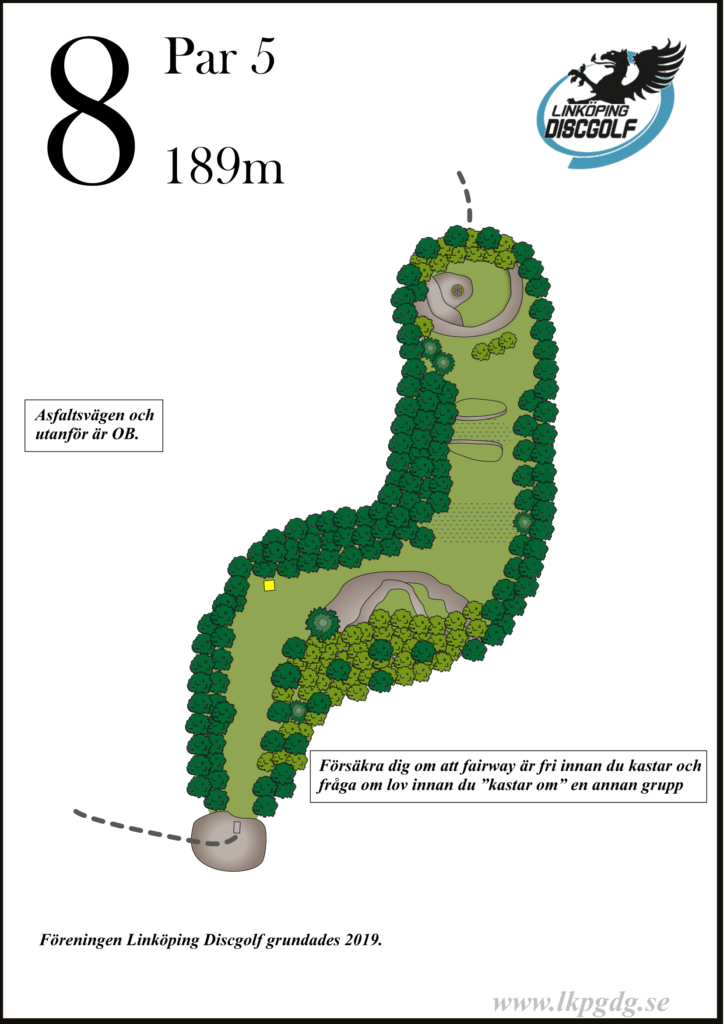 8
Par 5
189m
LINKÖPING
DISCGOLF
Asfaltsvägen och
utanför är OB.
Försäkra dig om att fairway är fri innan du kastar och
fråga om lov innan du ”kastar om” en annan grupp
Föreningen Linköping Discgolf grundades 2019.
www.lkpgdg.se